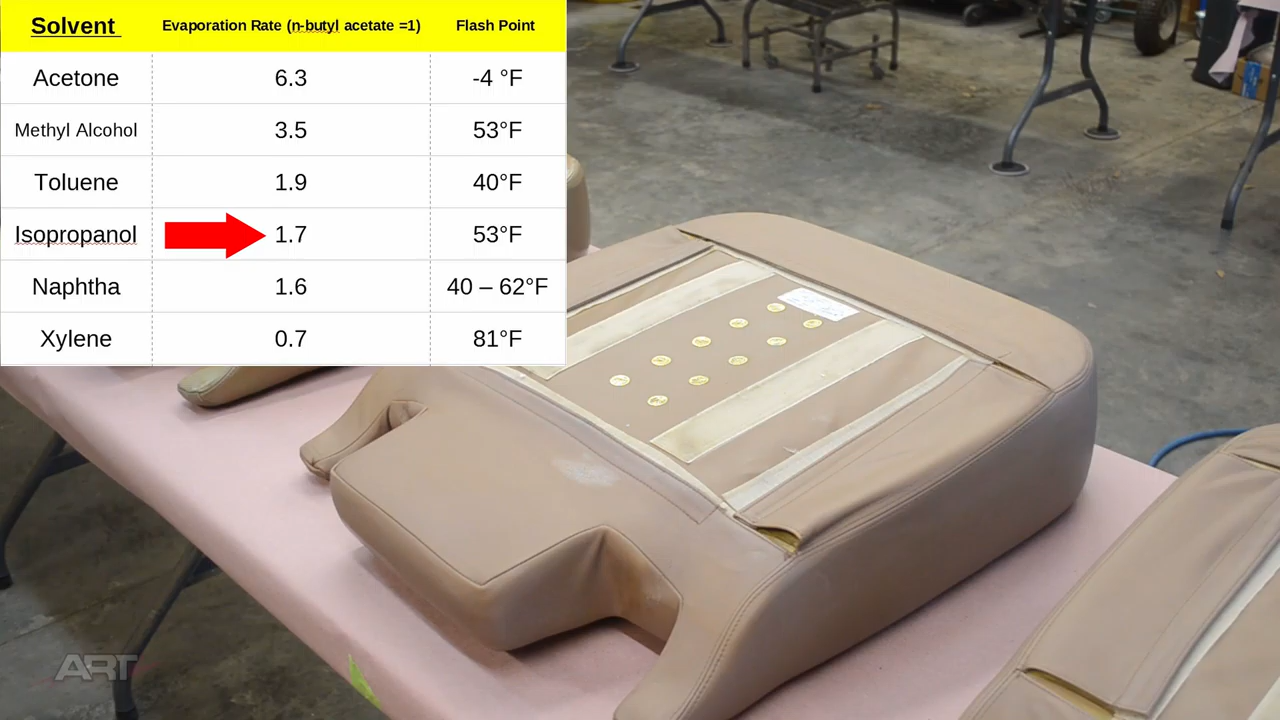 Solvent Evaporation Rate (n-butyl acetate =1) Flash Point
Acetone 6.3 -4 °F
Methyl Alcohol 3.5 53°F
Toluene 1.9 40°F
Isopropanol 1.7 53°F
Naphtha 1.6 40 – 62°F
Xylene 0.7 81°F
ART